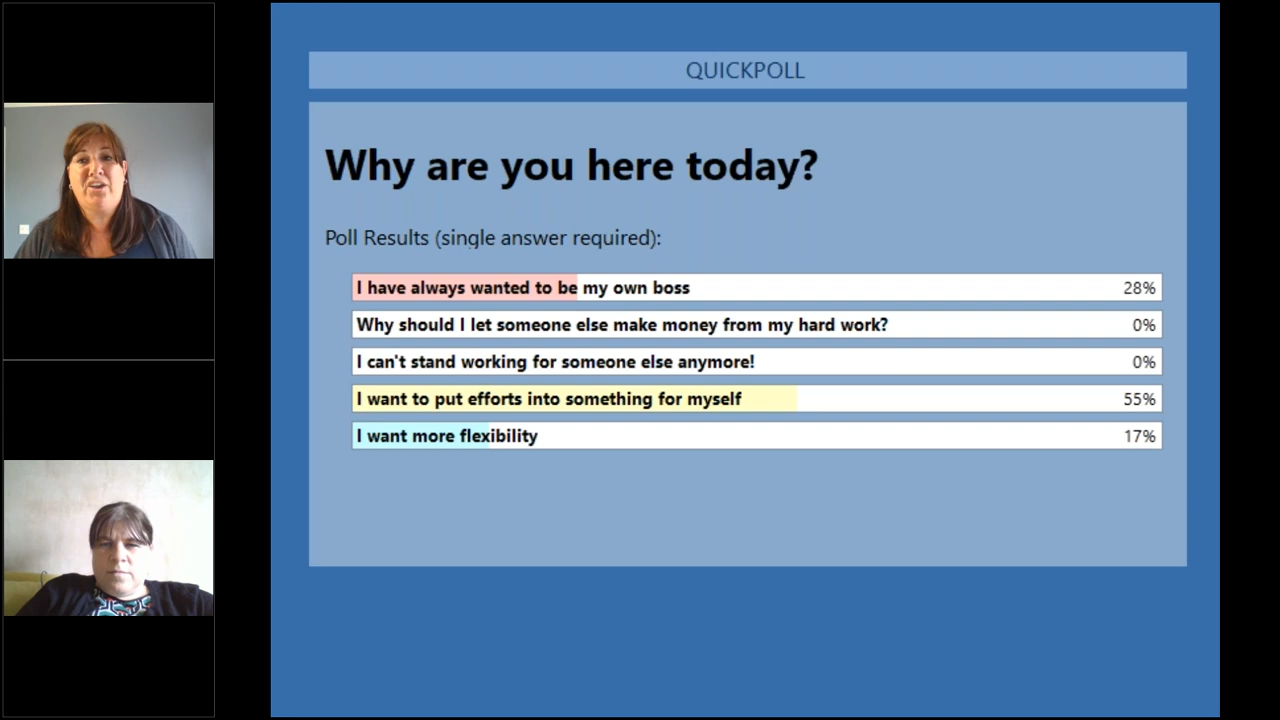 QUICKPOLL
Why are you here today?
Poll Results (single answer required):
I have always wanted to be my own boss 28%
Why should I let someone else make money from my hard work? 0%
I can't stand working for someone else anymore! 0%
I want to put efforts into something for myself 55%
I want more flexibility 17%